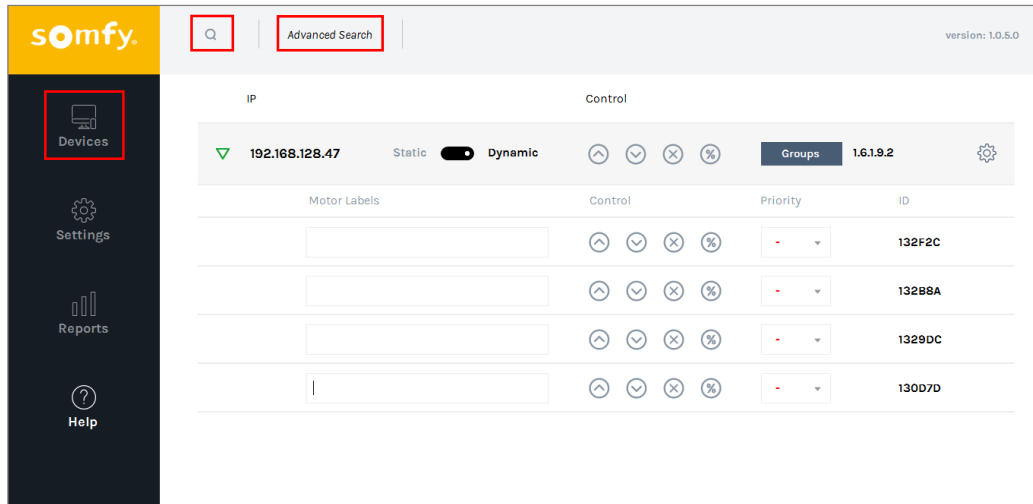 somfy.
Advanced Search
version: 1.0.5.0
Devices
Settings
Reports
Help
IP Control
192.168.128.47 Static Dynamic % Groups 1.6.1.9.2
Motor Labels Control Priority ID
% - 132F2C
% - 132B8A
% - 1329DC
% - 130D7D